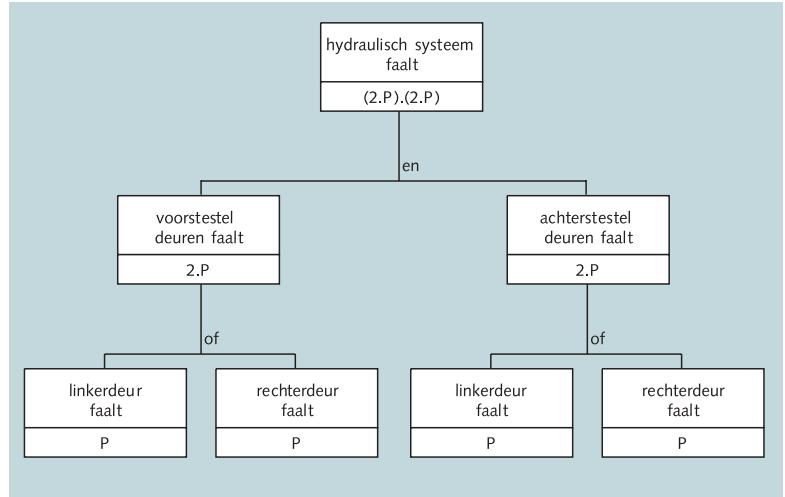 hydraulisch systeem
faalt
(2.P).(2.P)
en
voorstestel
deuren faalt
2.P
achterstestel
deuren faalt
2.P
of
of
linkerdeur
faalt
P
rechterdeur
faalt
P
linkerdeur
faalt
P
rechterdeur
faalt
P